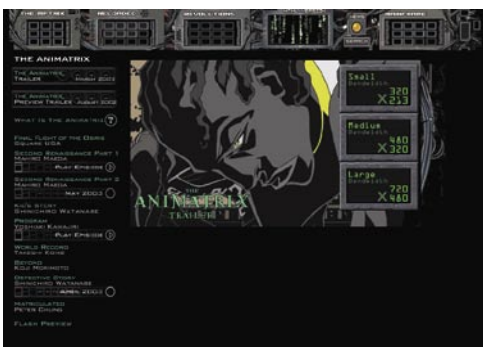 THE MATRIX
RELOADED
REVOLUTIONS
SEARCH
THE ANIMATRIX
THE ANIMATRIX
TRAILER
THE ANIMATRIX
PREVIEW TRAILER AUGUST 2002
WHAT IS THE ANIMATRIX ?
FINAL FLIGHT OF THE OSIRIS
SQUARE USA
SECOND RENAISSANCE PART 1
MAHIRO MAEDA
PLAY EPISODE
SECOND RENAISSANCE PART 2
MAHIRO MAEDA
MAY 2003
KID'S STORY
SHINICHIRO WATANABE
PROGRAM
YOSHIAKI KAWAJIRI
PLAY EPISODE
WORLD RECORD
TAKESHI KOIKE
BEYOND
KOJI MORIMOTO
DETECTIVE STORY
SHINICHIRO WATANABE
APRIL 2003
MATRICULATED
PETER CHUNG
FLASH PREVIEW
THE
ANIMATRIX
TRAILER
Small
Bandwidth
320
X 213
Medium
Bandwidth
480
X 320
Large
Bandwidth
720
X 480